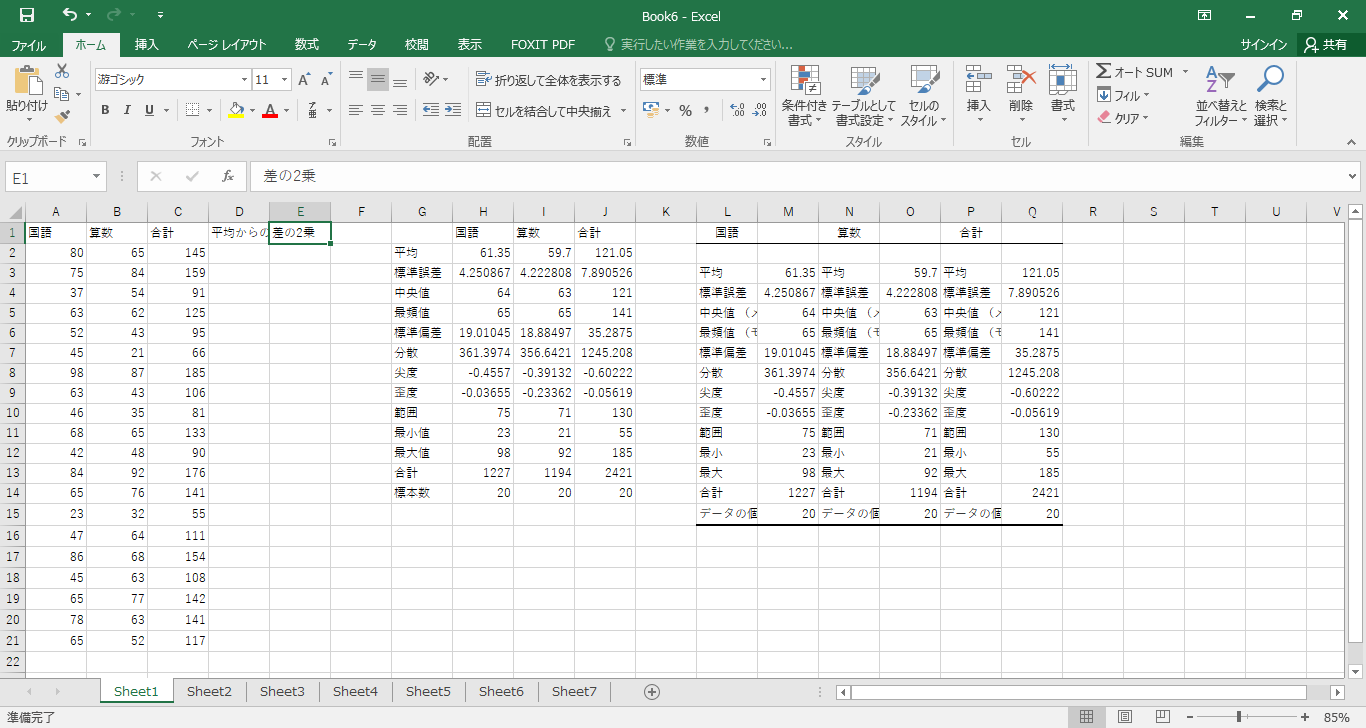 Book6 - Excel
ファイル ホーム 挿入 ページ レイアウト 数式 データ 校閲 表示 FOXIT PDF 実行したい作業を入力してください... サインイン 共有
貼り付け 游ゴシック 11 A A 折り返して全体を表示する 標準 条件付き書式 テーブルとして書式設定 セルのスタイル 挿入 削除 書式 Σ オート SUM 並べ替えとフィルター 検索と選択
B I U A 亜 セルを結合して中央揃え % , フィル
クリア
クリップボード フォント 配置 数値 スタイル セル 編集
E1 fx 差の2乗
A B C D E F G H I J K L M N O P Q R S T U V
1 国語 算数 合計 平均からの 差の2乗 国語 算数 合計 国語 算数 合計
2 80 65 145 平均 61.35 59.7 121.05
3 75 84 159 標準誤差 4.250867 4.222808 7.890526 平均 61.35 平均 59.7 平均 121.05
4 37 54 91 中央値 64 63 121 標準誤差 4.250867 標準誤差 4.222808 標準誤差 7.890526
5 63 62 125 最頻値 65 65 141 中央値 （メ 64 中央値 （メ 63 中央値 （メ 121
6 52 43 95 標準偏差 19.01045 18.88497 35.2875 最頻値 （モ 65 最頻値 （モ 65 最頻値 （モ 141
7 45 21 66 分散 361.3974 356.6421 1245.208 標準偏差 19.01045 標準偏差 18.88497 標準偏差 35.2875
8 98 87 185 尖度 -0.4557 -0.39132 -0.60222 分散 361.3974 分散 356.6421 分散 1245.208
9 63 43 106 歪度 -0.03655 -0.23362 -0.05619 尖度 -0.4557 尖度 -0.39132 尖度 -0.60222
10 46 35 81 範囲 75 71 130 歪度 -0.03655 歪度 -0.23362 歪度 -0.05619
11 68 65 133 最小値 23 21 55 範囲 75 範囲 71 範囲 130
12 42 48 90 最大値 98 92 185 最小 23 最小 21 最小 55
13 84 92 176 合計 1227 1194 2421 最大 98 最大 92 最大 185
14 65 76 141 標本数 20 20 20 合計 1227 合計 1194 合計 2421
15 23 32 55 データの個 20 データの個 20 データの個 20
16 47 64 111
17 86 68 154
18 45 63 108
19 65 77 142
20 78 63 141
21 65 52 117
22
Sheet1 Sheet2 Sheet3 Sheet4 Sheet5 Sheet6 Sheet7
準備完了 85%